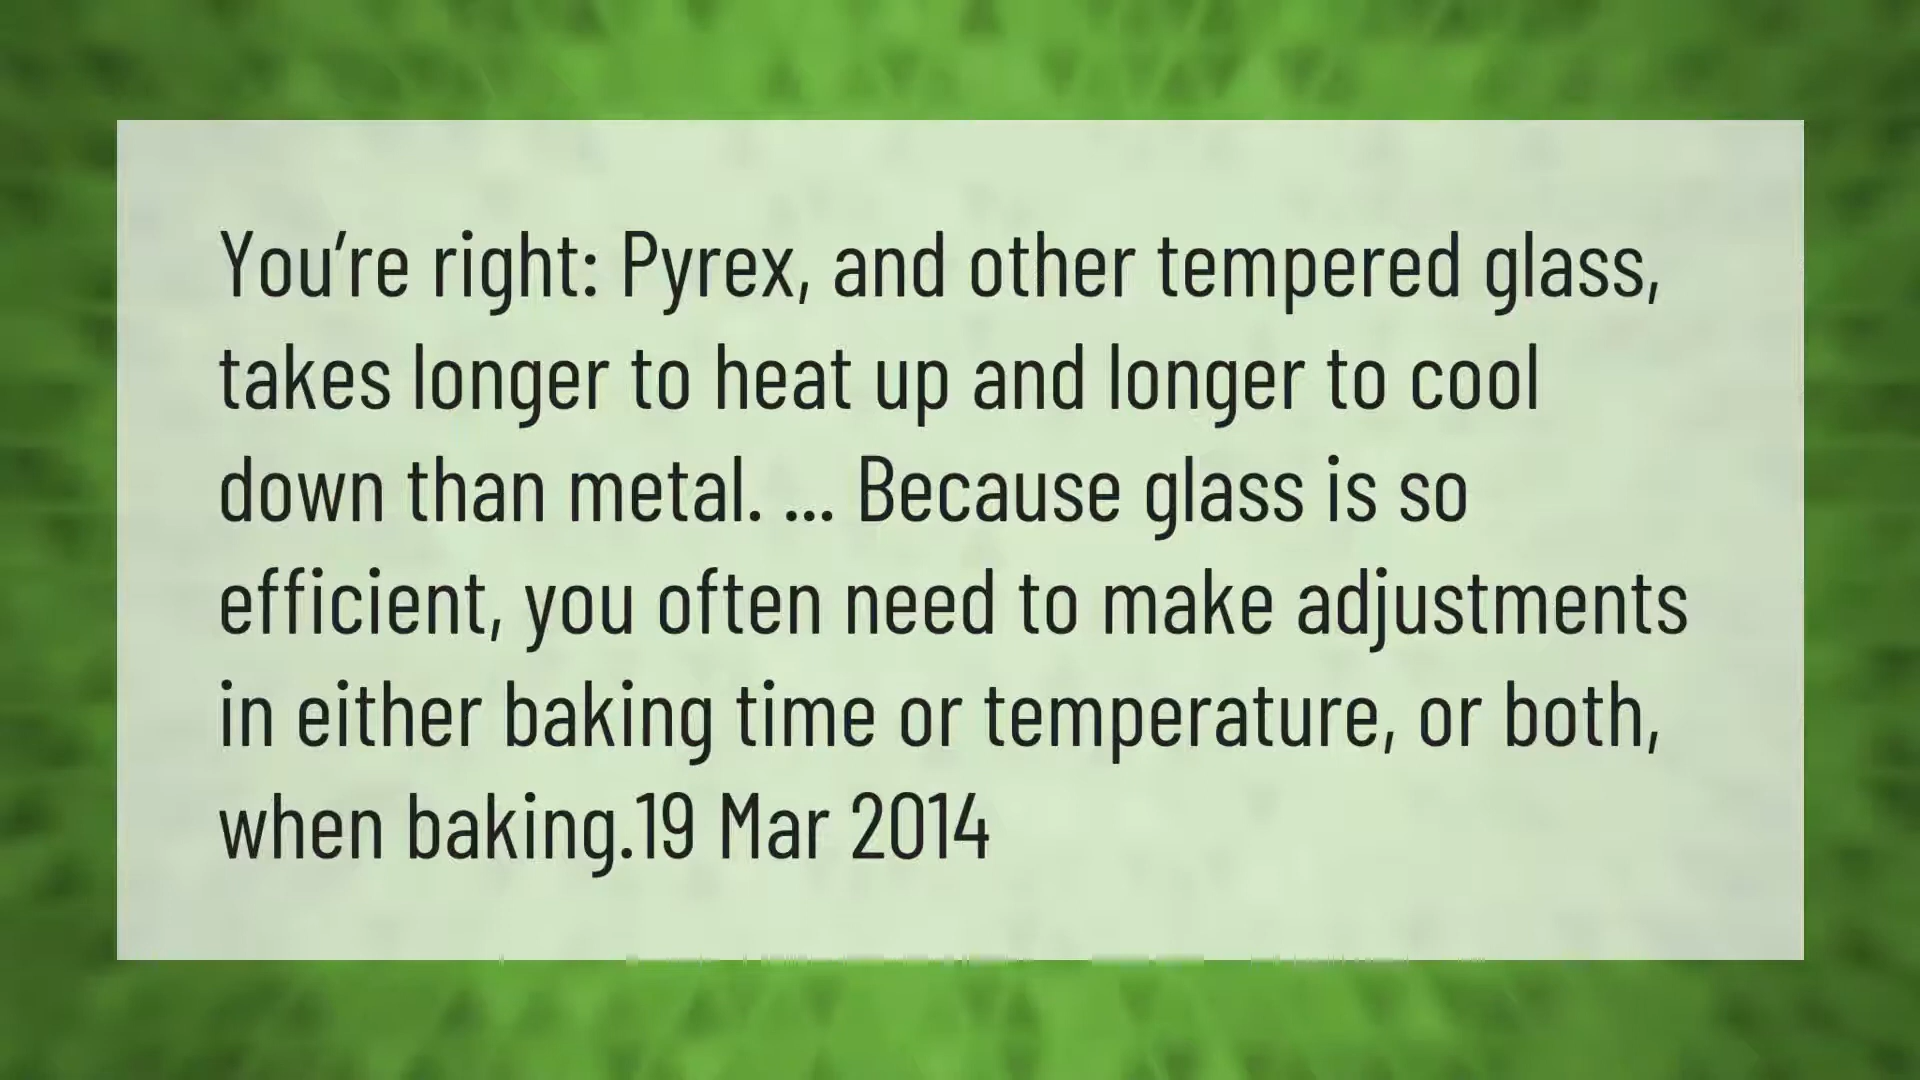 You’re right: Pyrex, and other tempered glass,
takes longer to heat up and longer to cool
down than metal. ... Because glass is so
efficient, you often need to make adjustments
in either baking time or temperature, or both,
when baking.19 Mar 2014